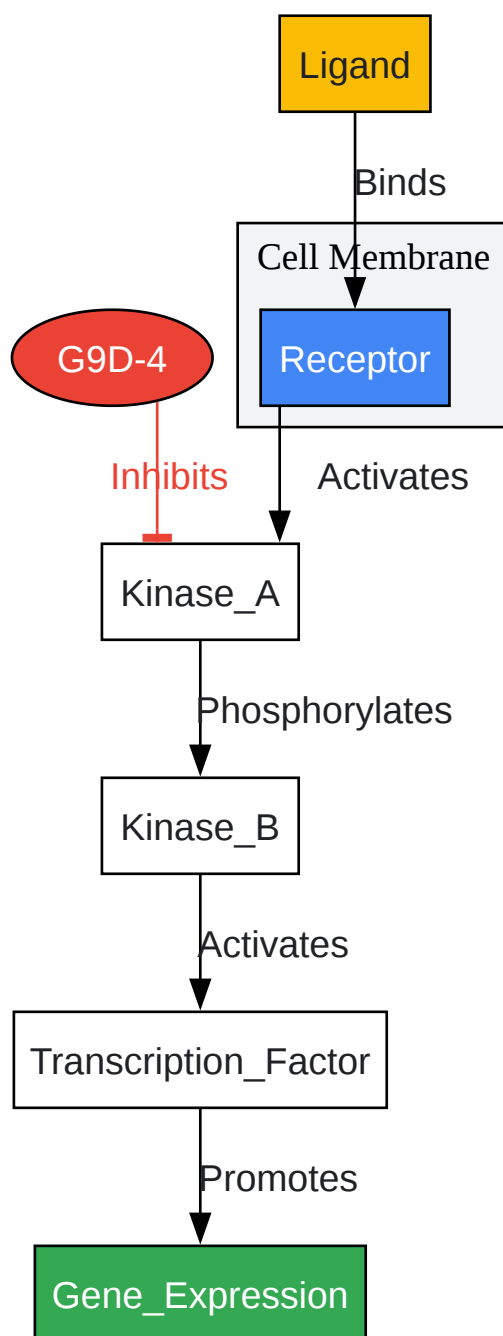 Ligand
Binds
Cell Membrane
G9D-4
Receptor
Inhibits
Activates
Kinase_A
Phosphorylates
Kinase_B
Activates
Transcription_Factor
Promotes
Gene_Expression